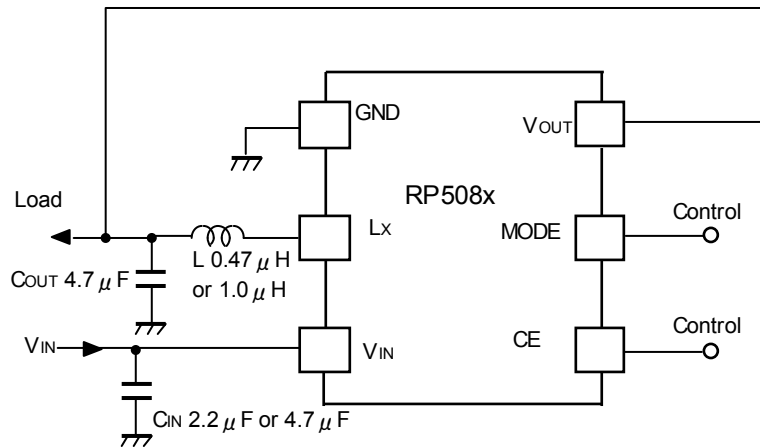 GND
VOUT
RP508x
Load
LX
MODE
Control
L 0.47 μ H
or 1.0 μ H
COUT 4.7 μ F
VIN
VIN
CE
Control
CIN 2.2 μ F or 4.7 μ F